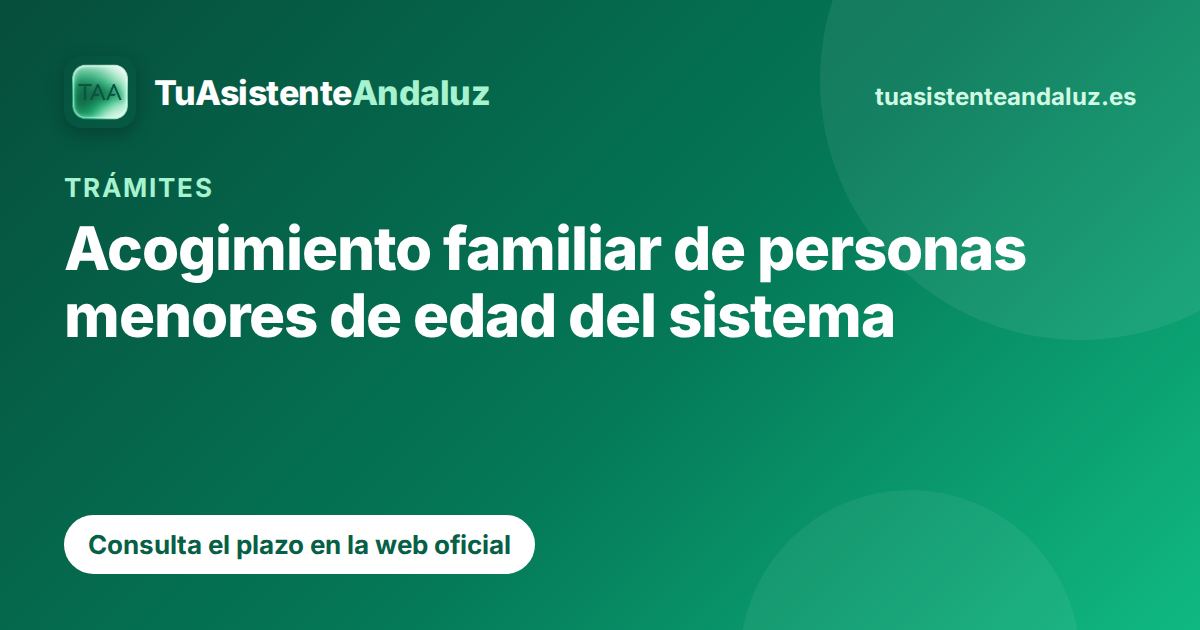 TAA
TuAsistenteAndaluz
tuasistenteandaluz.es
TRÁMITES
Acogimiento familiar de personas
menores de edad del sistema
Consulta el plazo en la web oficial